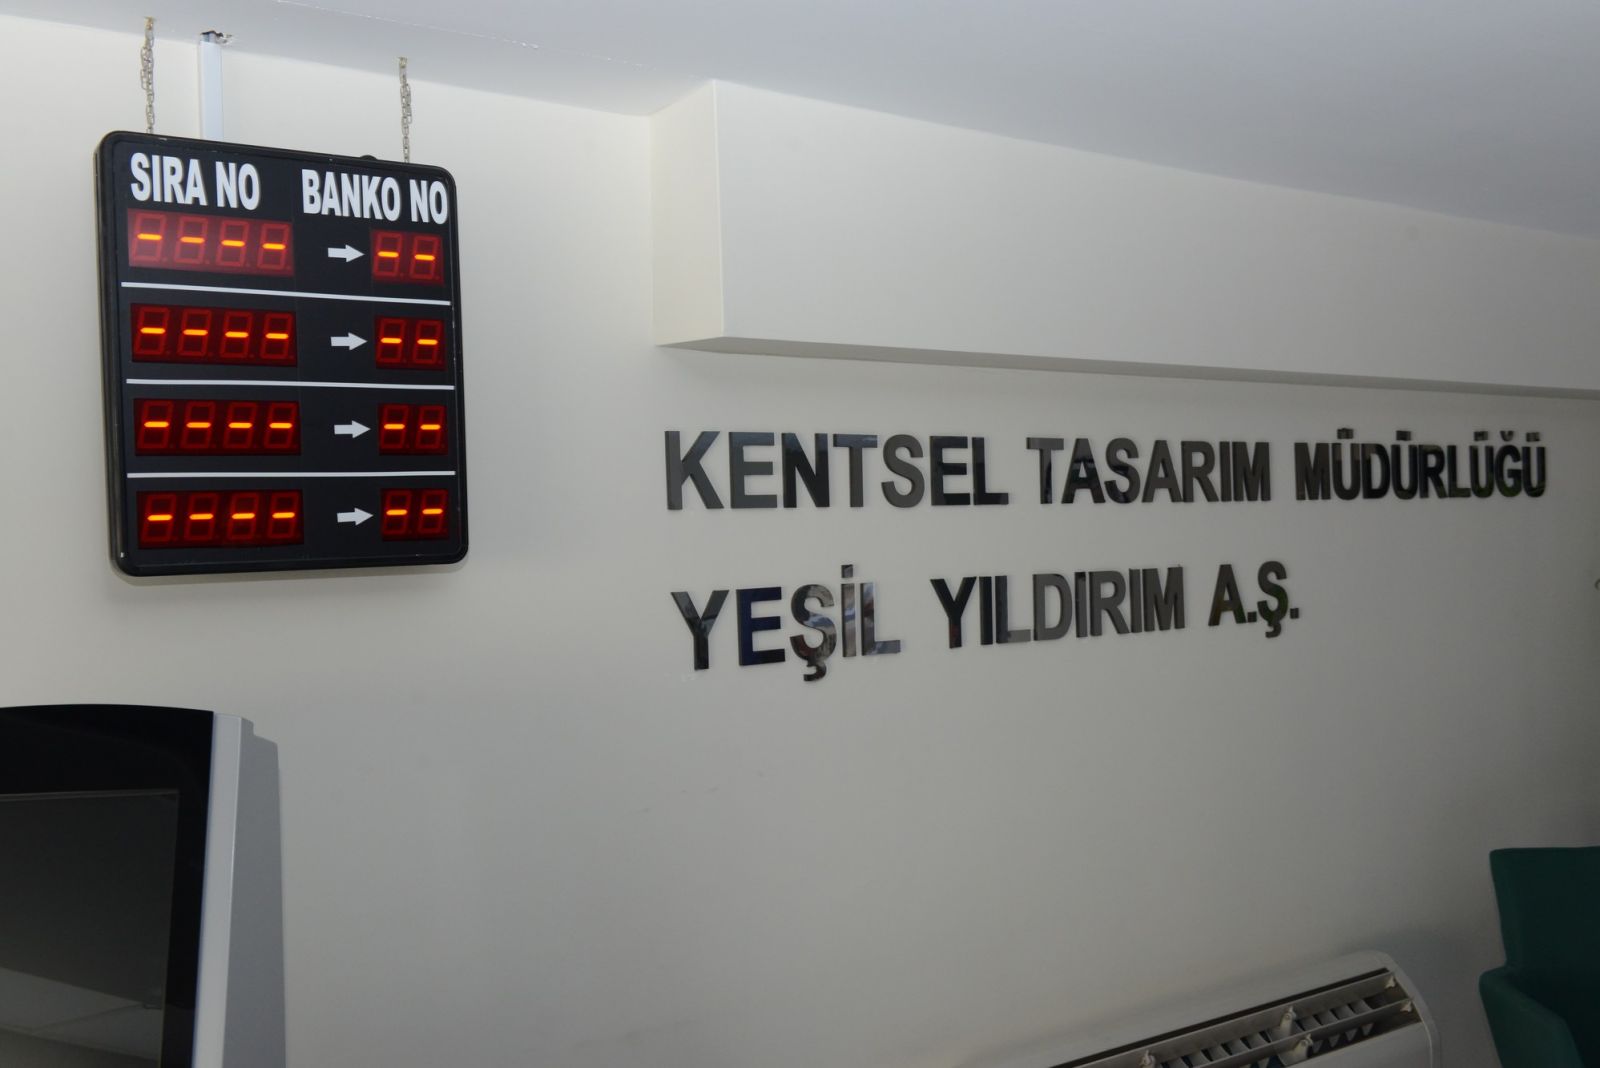 SIRA NO BANKO NO
---- → --
---- → --
---- → --
---- → --
KENTSEL TASARIM MÜDÜRLÜĞÜ
YEŞİL YILDIRIM A.Ş.